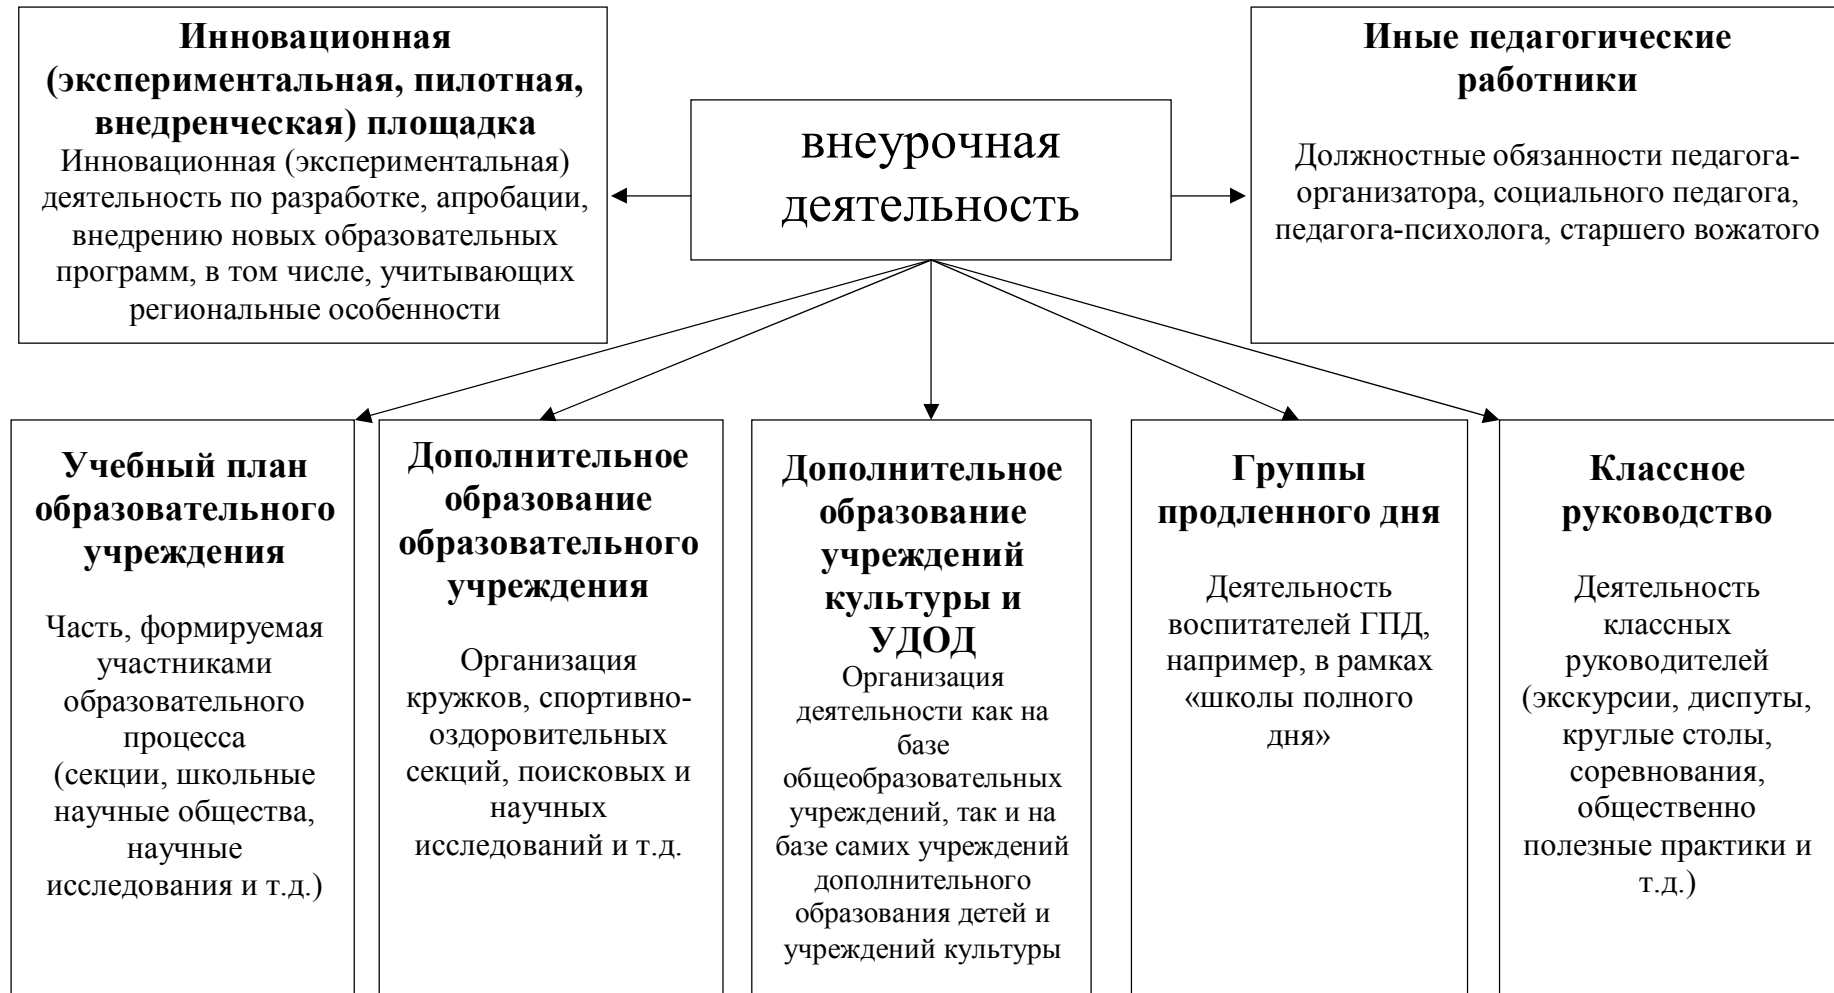 Инновационная
(экспериментальная, пилотная,
внедренческая) площадка
Инновационная (экспериментальная)
деятельность по разработке, апробации,
внедрению новых образовательных
программ, в том числе, учитывающих
региональные особенности
внеурочная
деятельность
Иные педагогические
работники
Должностные обязанности педагога-
организатора, социального педагога,
педагога-психолога, старшего вожатого
Учебный план
образовательного
учреждения
Часть, формируемая
участниками
образовательного
процесса
(секции, школьные
научные общества,
научные
исследования и т.д.)
Дополнительное
образование
образовательного
учреждения
Организация
кружков, спортивно-
оздоровительных
секций, поисковых и
научных
исследований и т.д.
Дополнительное
образование
учреждений
культуры и
УДОД
Организация
деятельности как на
базе
общеобразовательных
учреждений, так и на
базе самих учреждений
дополнительного
образования детей и
учреждений культуры
Группы
продленного дня
Деятельность
воспитателей ГПД,
например, в рамках
«школы полного
дня»
Классное
руководство
Деятельность
классных
руководителей
(экскурсии, диспуты,
круглые столы,
соревнования,
общественно
полезные практики и
т.д.)